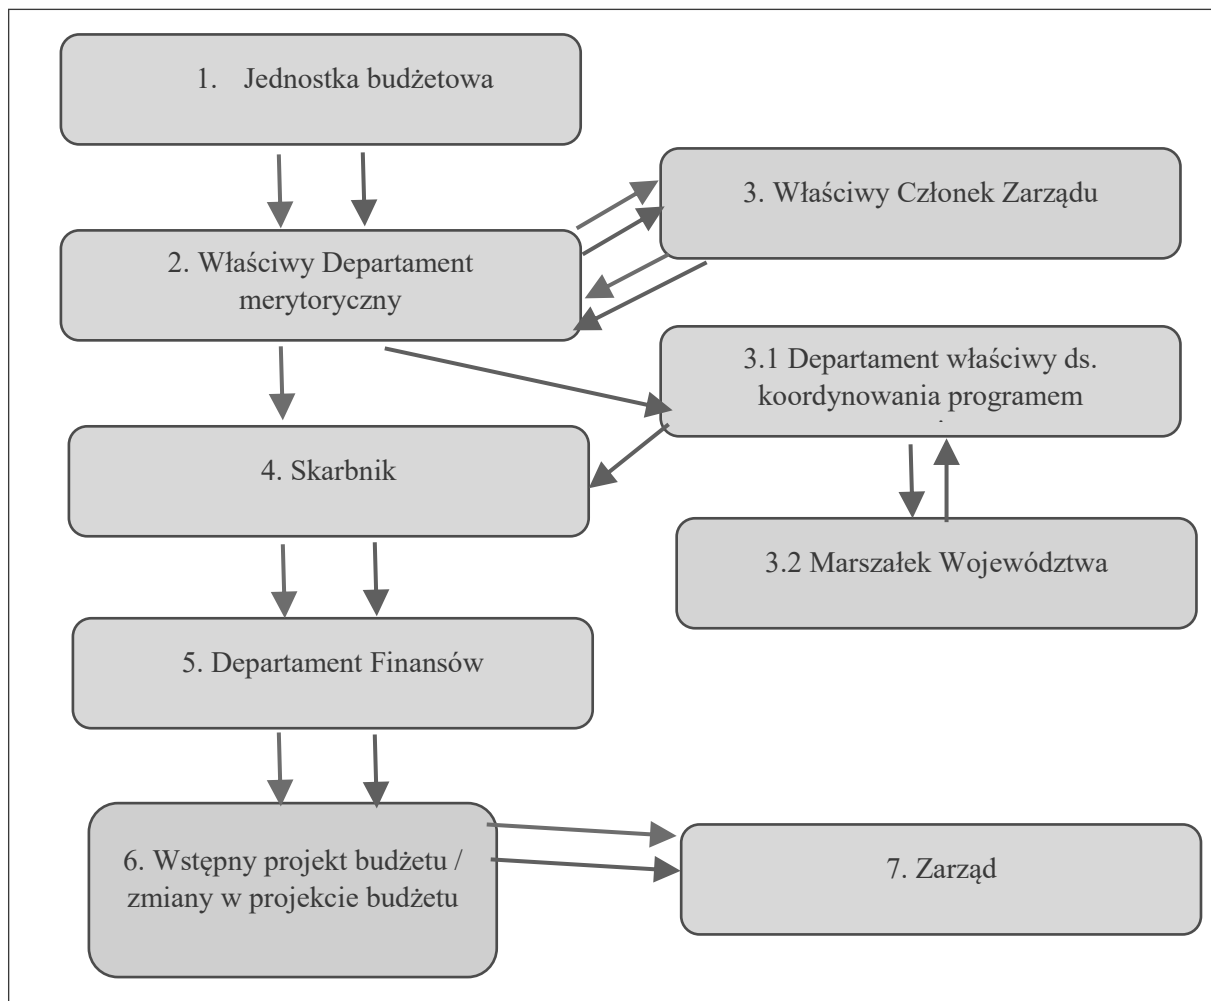 1. Jednostka budżetowa
2. Właściwy Departament
merytoryczny
3. Właściwy Członek Zarządu
3.1 Departament właściwy ds.
koordynowania programem
4. Skarbnik
3.2 Marszałek Województwa
5. Departament Finansów
6. Wstępny projekt budżetu /
zmiany w projekcie budżetu
7. Zarząd